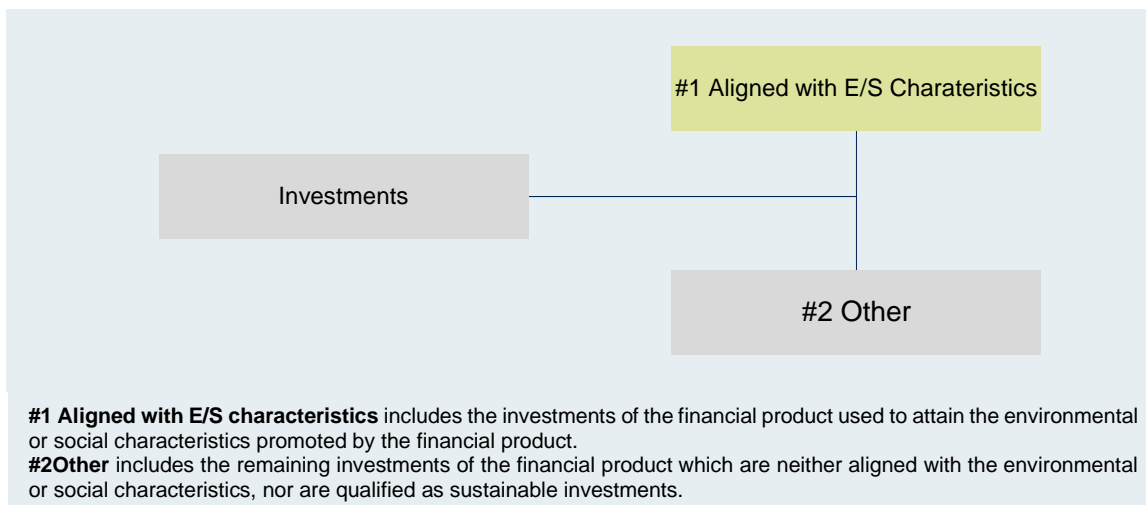 #1 Aligned with E/S Charateristics
Investments
#2 Other
#1 Aligned with E/S characteristics includes the investments of the financial product used to attain the environmental
or social characteristics promoted by the financial product.
#2Other includes the remaining investments of the financial product which are neither aligned with the environmental
or social characteristics, nor are qualified as sustainable investments.